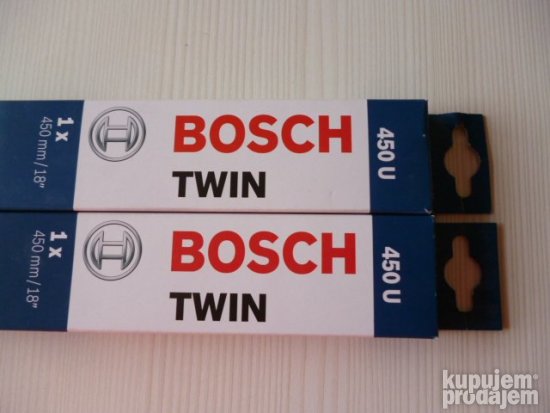 1 x
450 mm / 18"
BOSCH
TWIN
450 U
1 x
450 mm / 18"
BOSCH
TWIN
450 U
kupujem
prodajem